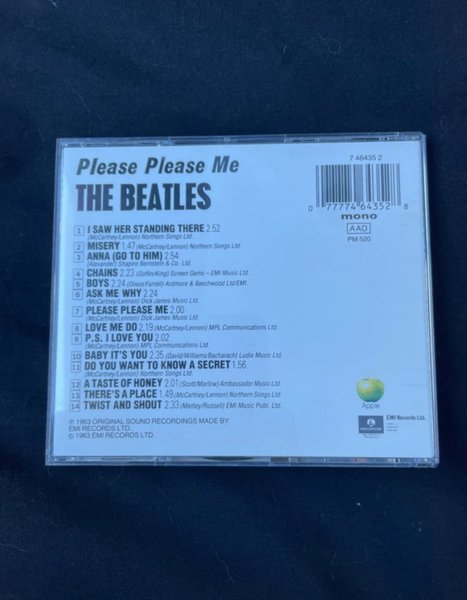 Please Please Me
THE BEATLES
7 46435 2
0 77774 64352 8
mono
AAD
PM 520
1 I SAW HER STANDING THERE 2.52
(McCartney/Lennon) Northern Songs Ltd.
2 MISERY 1.47 (McCartney/Lennon) Northern Songs Ltd.
3 ANNA (GO TO HIM) 2.54
(Alexander) Shapiro Bernstein & Co. Ltd.
4 CHAINS 2.23 (Goffin/King) Screen Gems – EMI Music Ltd.
5 BOYS 2.24 (Dixon/Farrell) Ardmore & Beechwood Ltd/EMI.
6 ASK ME WHY 2.24
(McCartney/Lennon) Dick James Music Ltd.
7 PLEASE PLEASE ME 2.00
(McCartney/Lennon) Dick James Music Ltd.
8 LOVE ME DO 2.19 (McCartney/Lennon) MPL Communications Ltd.
9 P.S. I LOVE YOU 2.02
(McCartney/Lennon) MPL Communications Ltd.
10 BABY IT'S YOU 2.35 (David/Williams/Bacharach) Ludix Music Ltd.
11 DO YOU WANT TO KNOW A SECRET 1.56
(McCartney/Lennon) Northern Songs Ltd.
12 A TASTE OF HONEY 2.01 (Scott/Marlow) Ambassador Music Ltd.
13 THERE'S A PLACE 1.49 (McCartney/Lennon) Northern Songs Ltd.
14 TWIST AND SHOUT 2.33 (Medley/Russell) EMI Music Publ. Ltd.
℗ 1963 ORIGINAL SOUND RECORDINGS MADE BY
EMI RECORDS LTD.
© 1963 EMI RECORDS LTD.
Apple
PARLOPHONE
EMI Records Ltd.